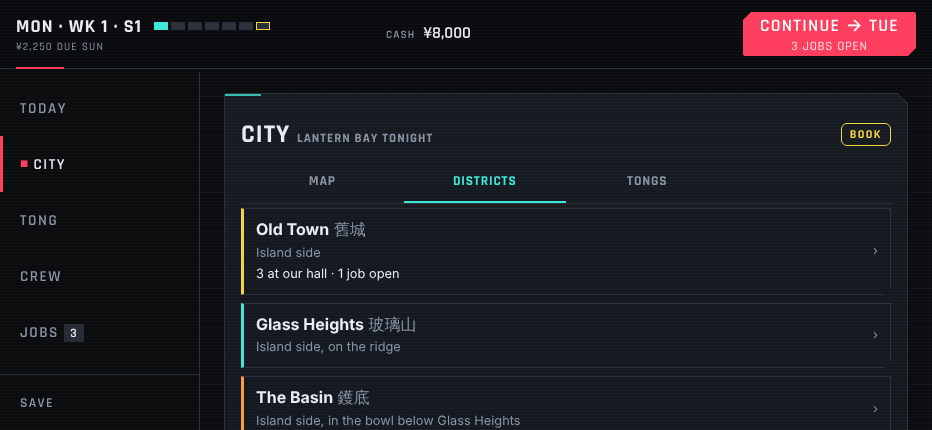 MON · WK 1 · S1
¥2,250 DUE SUN
CASH ¥8,000
CONTINUE → TUE
3 JOBS OPEN
TODAY
CITY
TONG
CREW
JOBS 3
SAVE
CITY LANTERN BAY TONIGHT
BOOK
MAP
DISTRICTS
TONGS
Old Town 舊城
Island side
3 at our hall · 1 job open
›
Glass Heights 玻璃山
Island side, on the ridge
›
The Basin 鑊底
Island side, in the bowl below Glass Heights
›